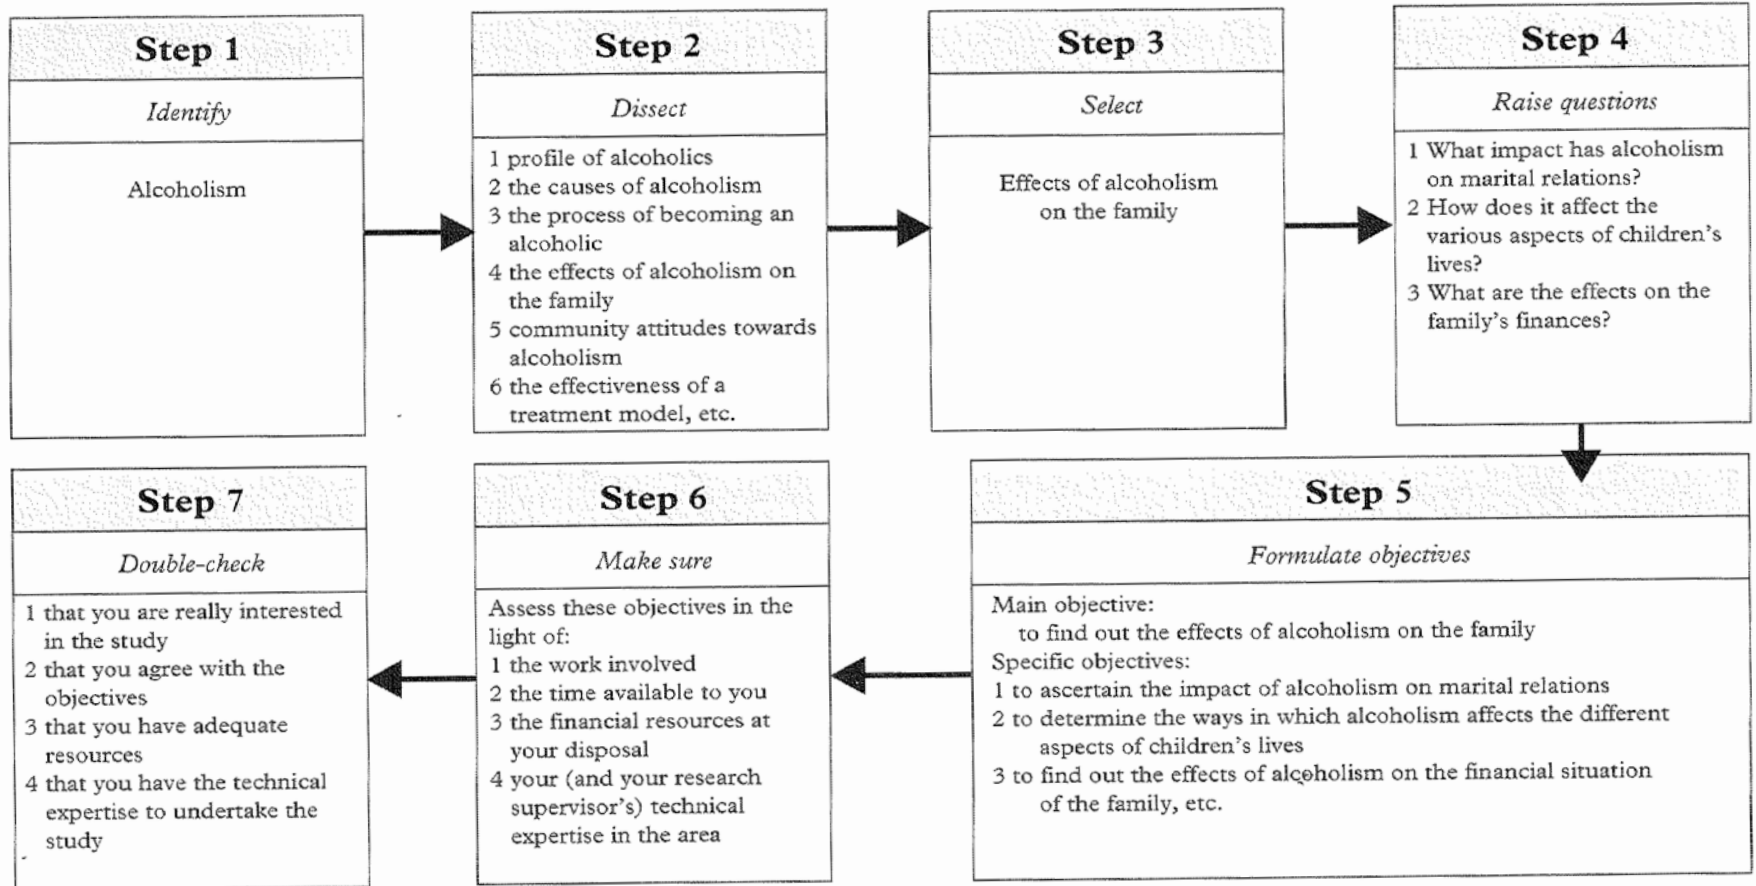 Step 1
Identify
Alcoholism
Step 2
Dissect
1 profile of alcoholics
2 the causes of alcoholism
3 the process of becoming an
alcoholic
4 the effects of alcoholism on
the family
5 community attitudes towards
alcoholism
6 the effectiveness of a
treatment model, etc.
Step 3
Select
Effects of alcoholism
on the family
Step 4
Raise questions
1 What impact has alcoholism
on marital relations?
2 How does it affect the
various aspects of children's
lives?
3 What are the effects on the
family's finances?
Step 5
Formulate objectives
Main objective:
to find out the effects of alcoholism on the family
Specific objectives:
1 to ascertain the impact of alcoholism on marital relations
2 to determine the ways in which alcoholism affects the different
aspects of children's lives
3 to find out the effects of alcoholism on the financial situation
of the family, etc.
Step 6
Make sure
Assess these objectives in the
light of:
1 the work involved
2 the time available to you
3 the financial resources at
your disposal
4 your (and your research
supervisor's) technical
expertise in the area
Step 7
Double-check
1 that you are really interested
in the study
2 that you agree with the
objectives
3 that you have adequate
resources
4 that you have the technical
expertise to undertake the
study